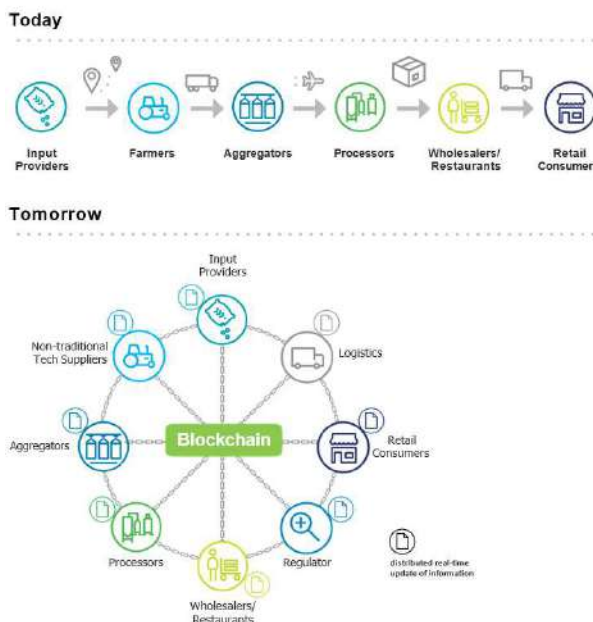 Today
Input
Providers
Farmers
Aggregators
Processors
Wholesalers/
Restaurants
Retail
Consumer
Tomorrow
Input
Providers
Non-traditional
Tech Suppliers
Logistics
Aggregators
Blockchain
Retail
Consumers
Processors
Regulator
distributed real-time
update of information
Wholesalers/
Restaurants